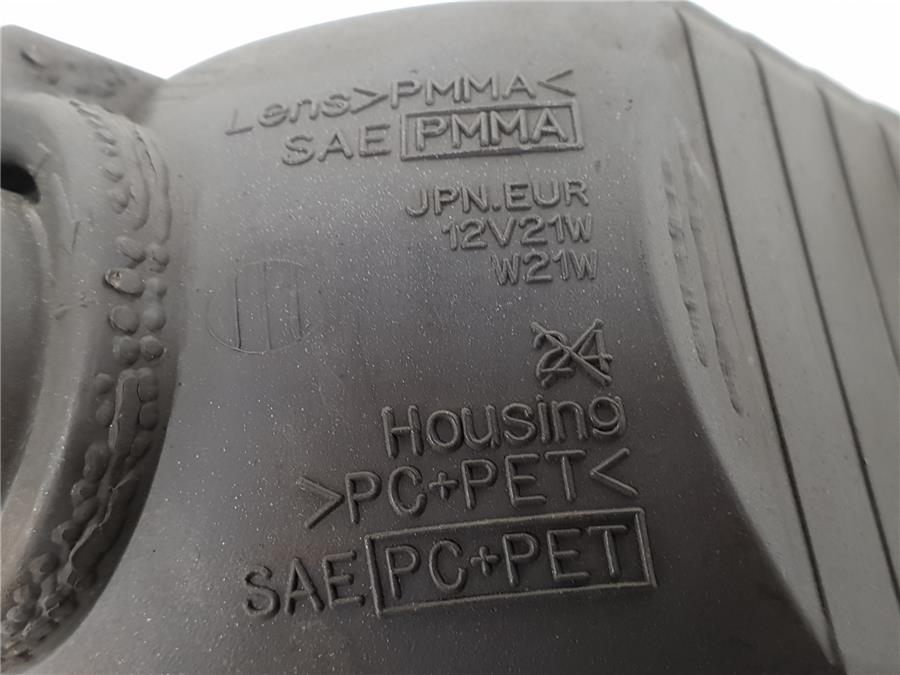 Lens>PMMA<
SAE PMMA
JPN.EUR
12V21W
W21W
24
Housing
>PC+PET<
SAE PC+PET